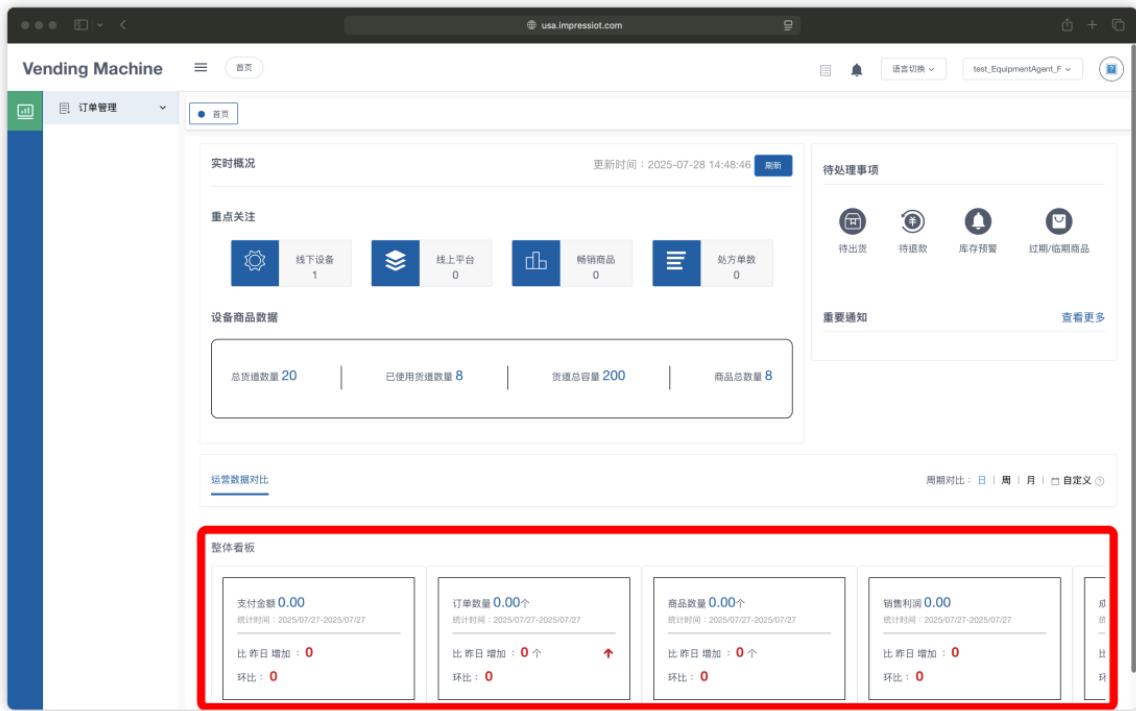 usa.impressiot.com
Vending Machine
首页
语言切换
test_EquipmentAgent_F
订单管理
首页
实时概况
更新时间：2025-07-28 14:48:46
刷新
重点关注
线下设备
1
线上平台
0
畅销商品
0
处方单数
0
设备商品数据
总货道数量 20
已使用货道数量 8
货道总容量 200
商品总数量 8
待处理事项
待出货
待退款
库存预警
过期/临期商品
重要通知
查看更多
运营数据对比
周期对比： 日 | 周 | 月 | 自定义
整体看板
支付金额 0.00
统计时间：2025/07/27-2025/07/27
比 昨日 增加 ：0
环比：0
订单数量 0.00个
统计时间：2025/07/27-2025/07/27
比 昨日 增加 ：0 个
环比：0
商品数量 0.00个
统计时间：2025/07/27-2025/07/27
比 昨日 增加 ：0 个
环比：0
销售利润 0.00
统计时间：2025/07/27-2025/07/27
比 昨日 增加 ：0
环比：0